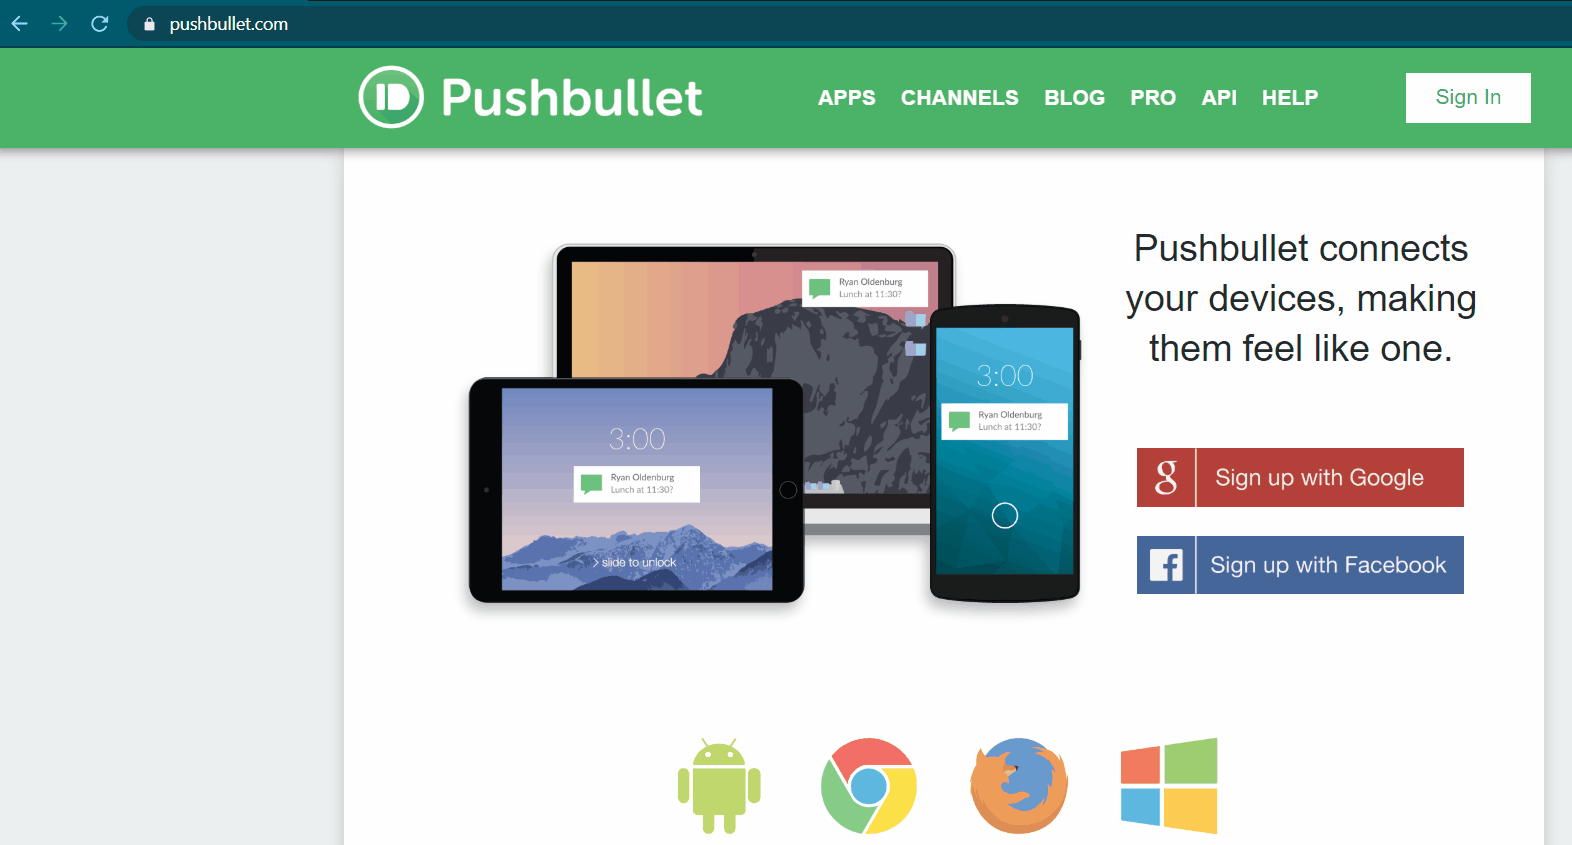 pushbullet.com
Pushbullet
APPS CHANNELS BLOG PRO API HELP
Sign In
Pushbullet connects
your devices, making
them feel like one.
Ryan Oldenburg
Lunch at 11:30?
3:00
Ryan Oldenburg
Lunch at 11:30?
3:00
Ryan Oldenburg
Lunch at 11:30?
> slide to unlock
g Sign up with Google
f Sign up with Facebook